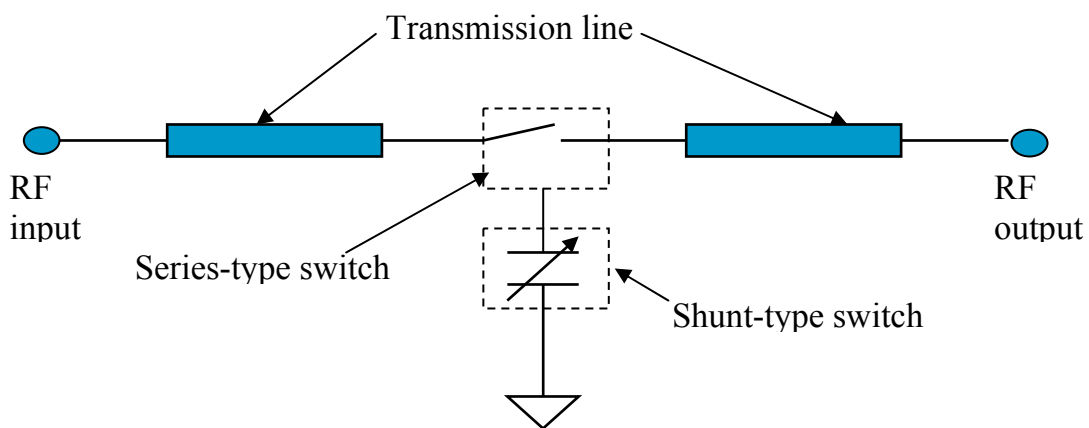 Transmission line
RF
input
RF
output
Series-type switch
Shunt-type switch